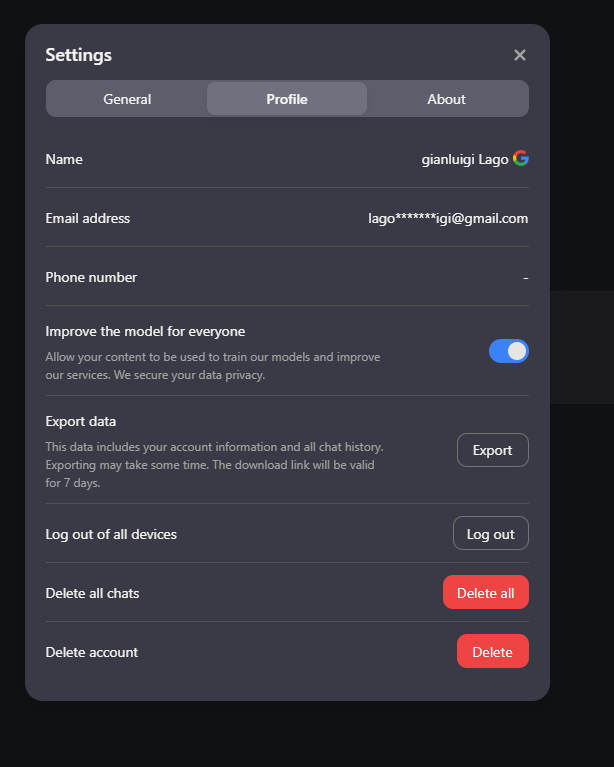 Settings
General
Profile
About
Name
gianluigi Lago
Email address
lago*******igi@gmail.com
Phone number
-
Improve the model for everyone
Allow your content to be used to train our models and improve
our services. We secure your data privacy.
Export data
This data includes your account information and all chat history.
Exporting may take some time. The download link will be valid
for 7 days.
Export
Log out of all devices
Log out
Delete all chats
Delete all
Delete account
Delete